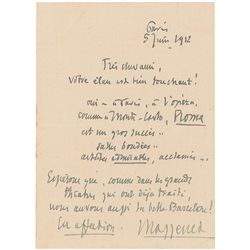 Paris
5 Juin 1912
Très cher ami,
Votre élan est bien touchant!
oui – à Paris, à l'opéra,
comme à Monte-Carlo, Roma
est un gros succès..
salles bondées..
artistes admirables, acclamés..
Espérons que, comme dans les grands
théâtres qui ont déjà traité,
nous aurons aussi la belle Barcelone!
En affection.
Massenet